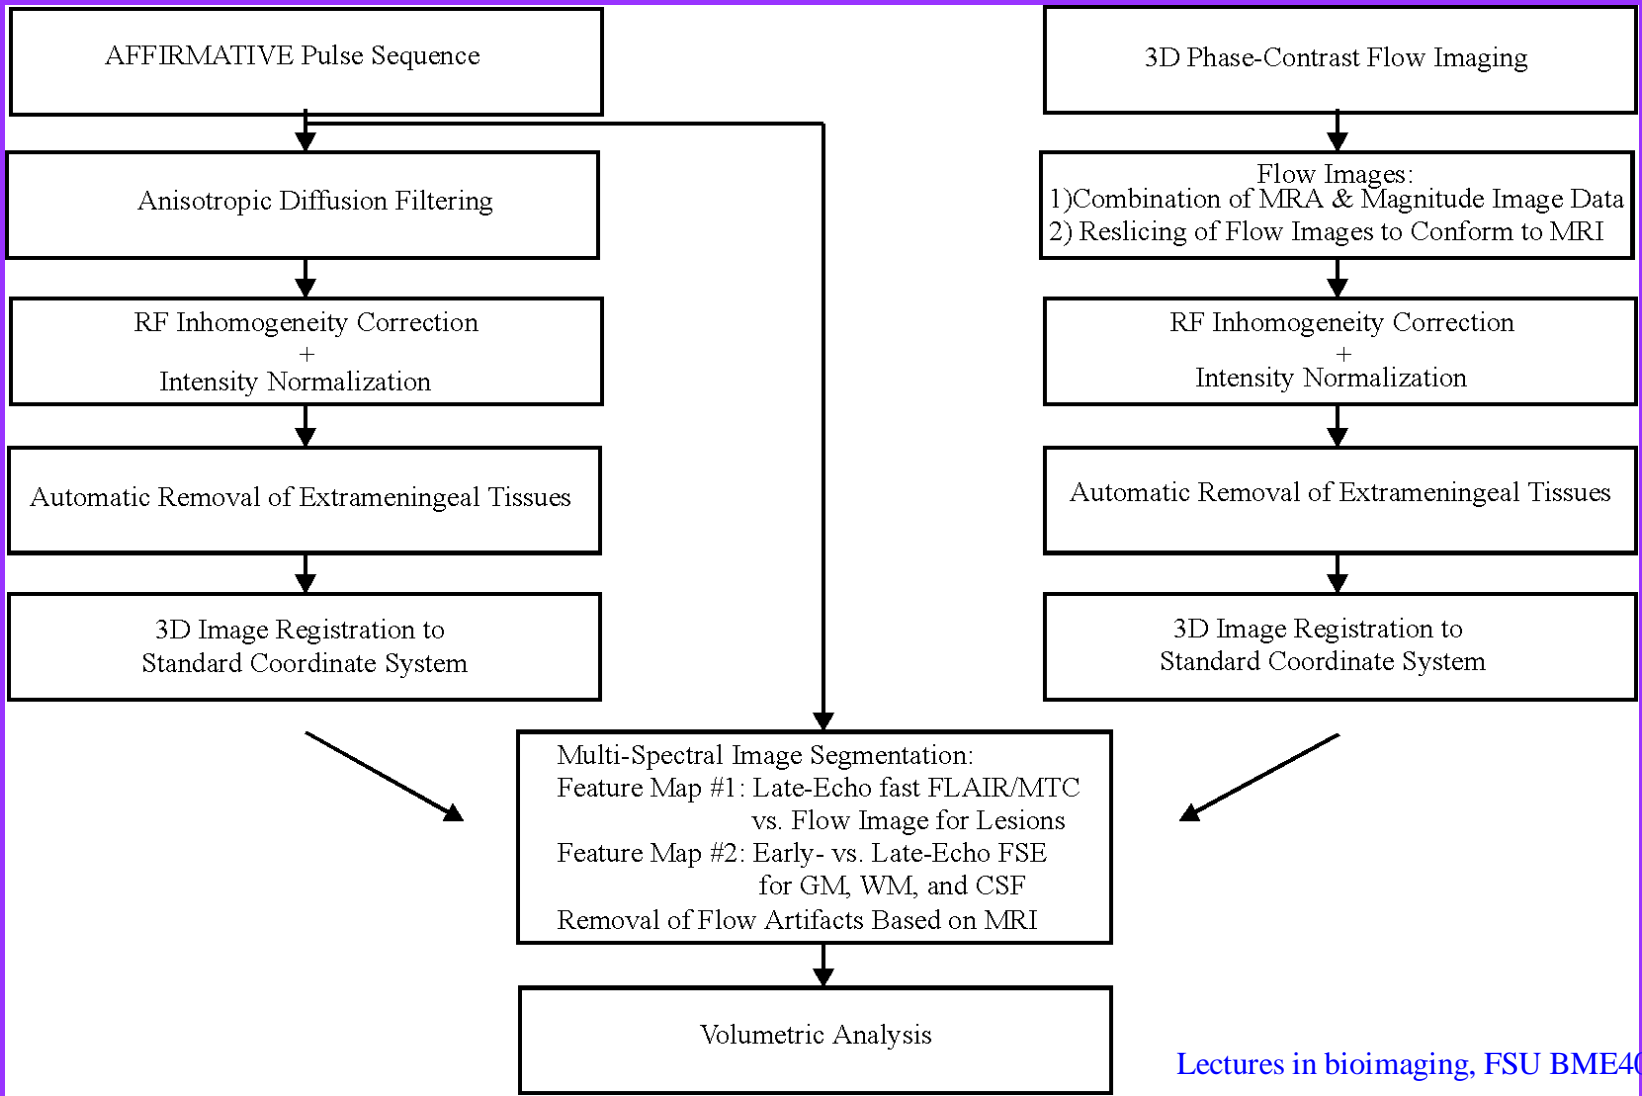 AFFIRMATIVE Pulse Sequence
Anisotropic Diffusion Filtering
RF Inhomogeneity Correction
+
Intensity Normalization
Automatic Removal of Extrameningeal Tissues
3D Image Registration to
Standard Coordinate System
3D Phase-Contrast Flow Imaging
Flow Images:
1)Combination of MRA & Magnitude Image Data
2) Reslicing of Flow Images to Conform to MRI
RF Inhomogeneity Correction
+
Intensity Normalization
Automatic Removal of Extrameningeal Tissues
3D Image Registration to
Standard Coordinate System
Multi-Spectral Image Segmentation:
Feature Map #1: Late-Echo fast FLAIR/MTC
vs. Flow Image for Lesions
Feature Map #2: Early- vs. Late-Echo FSE
for GM, WM, and CSF
Removal of Flow Artifacts Based on MRI
Volumetric Analysis
Lectures in bioimaging, FSU BME40